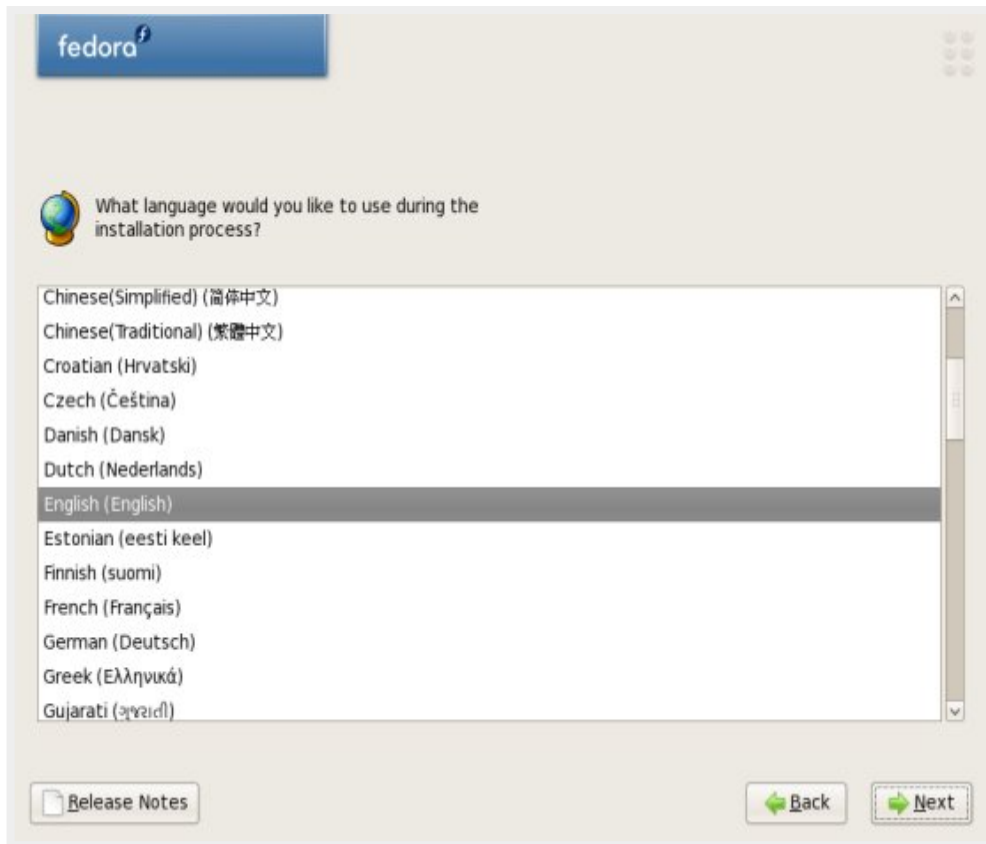 fedora
What language would you like to use during the
installation process?
Chinese(Simplified) (简体中文)
Chinese(Traditional) (繁體中文)
Croatian (Hrvatski)
Czech (Čeština)
Danish (Dansk)
Dutch (Nederlands)
English (English)
Estonian (eesti keel)
Finnish (suomi)
French (Français)
German (Deutsch)
Greek (Ελληνικά)
Gujarati (ગુજરાતી)
Release Notes
Back
Next